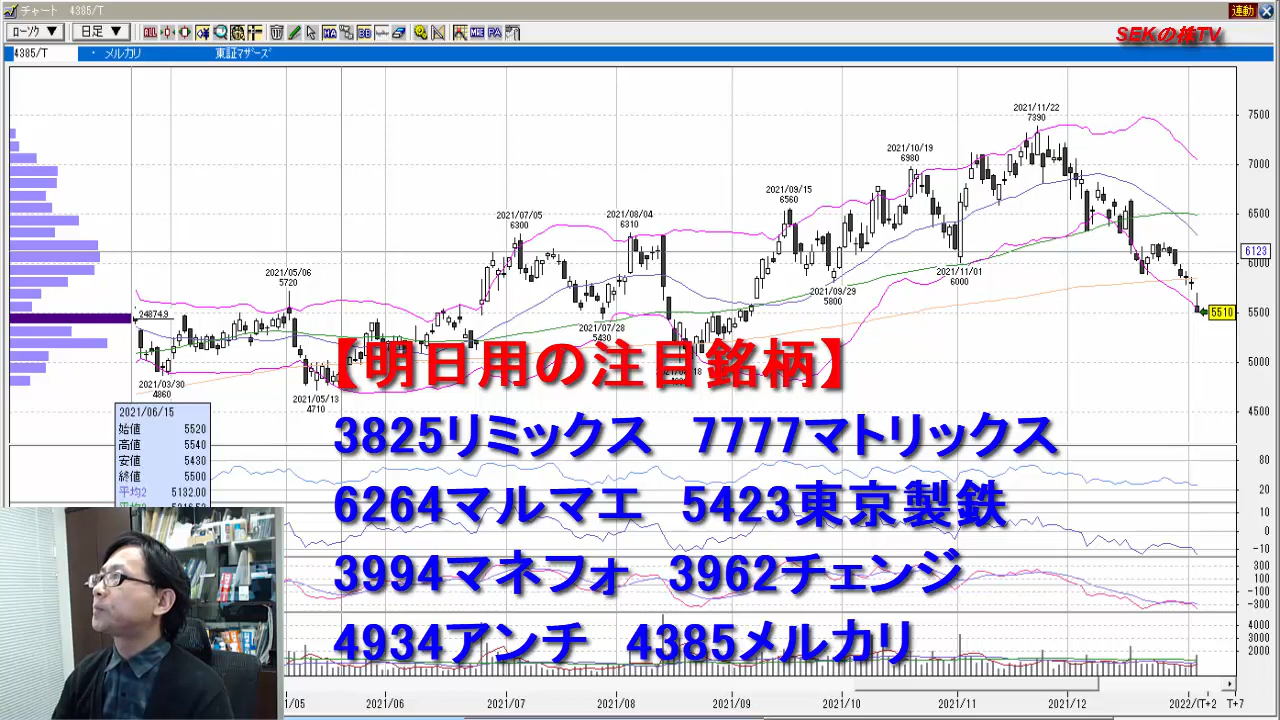 チャート 4385/T
連動
ローソク ▼ 日足 ▼
SEKの株TV
4385/T ・ メルカリ 東証マザーズ
2021/11/22
7390
7500
2021/10/19
6980
7000
2021/09/15
6560
2021/07/05
6300
2021/08/04
6310
6500
6123
6000
2021/05/06
5720
2021/11/01
6000
2021/09/29
5800
24874.9
5500
5510
2021/07/28
5430
5000
2021/03/30
4860
2021/05/13
4710
4500
【明日用の注目銘柄】
2021/06/15
始値 5520
高値 5540
安値 5430
終値 5500
平均2 5132.00
3825リミックス 7777マトリックス
80
20
6264マルマエ 5423東京製鉄
10
0
-10
3994マネフォ 3962チェンジ
300
100
-100
-300
4934アンチ 4385メルカリ
4000
3000
2000
/05 2021/06 2021/07 2021/08 2021/09 2021/10 2021/11 2021/12 2022/1 T+2 T+7